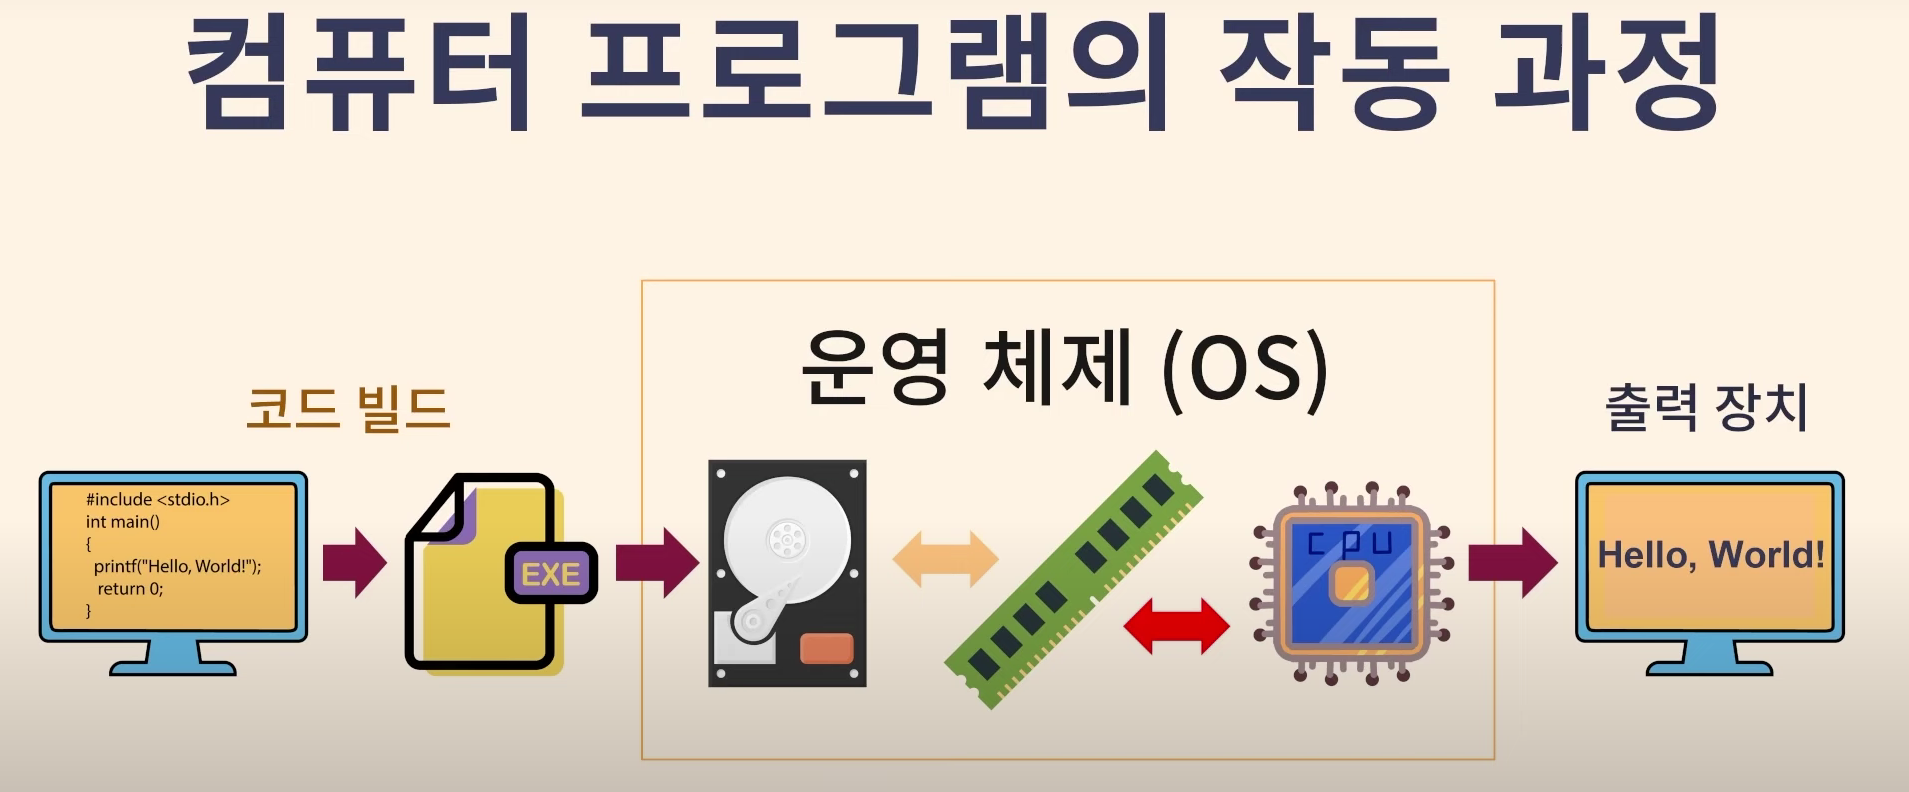 컴퓨터 프로그램의 작동 과정
운영 체제 (OS)
코드 빌드
출력 장치
#include <stdio.h>
int main()
{
printf("Hello, World!");
return 0;
}
EXE
cpu
Hello, World!